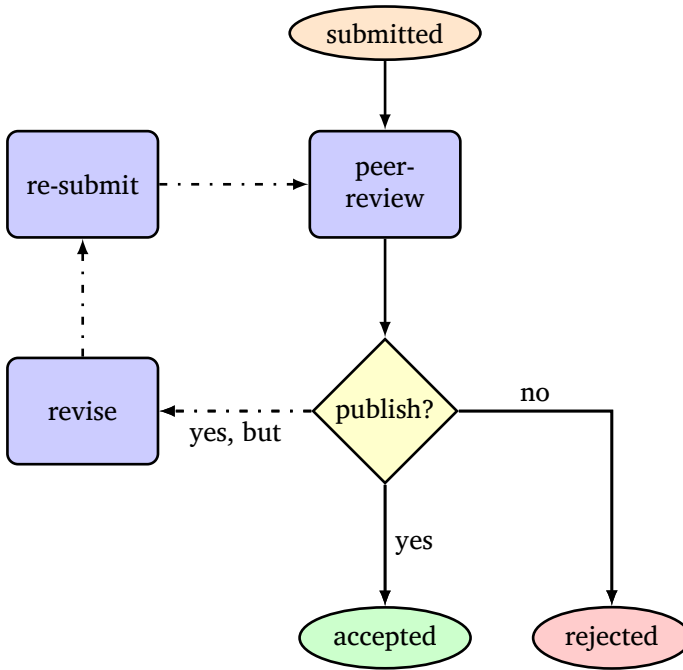 submitted
re-submit
peer-
review
revise
publish?
no
yes, but
yes
accepted
rejected